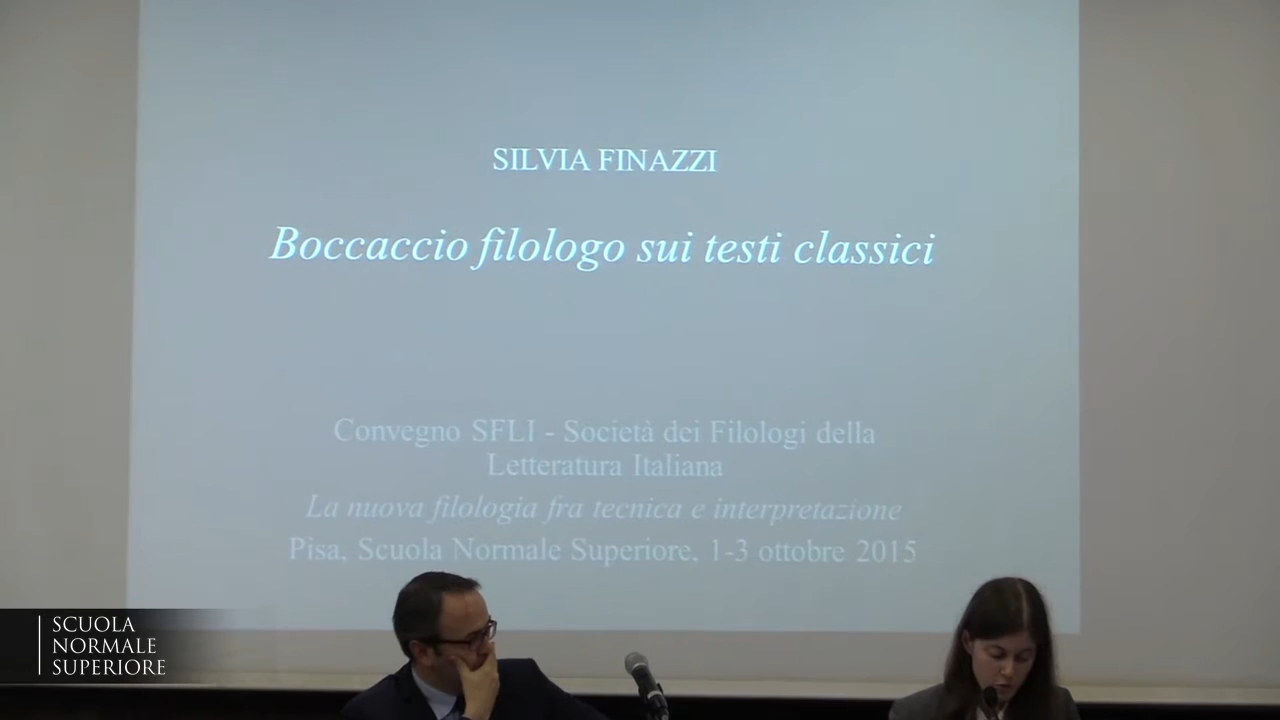 SILVIA FINAZZI
Boccaccio filologo sui testi classici
Convegno SFLI - Società dei Filologi della
Letteratura Italiana
La nuova filologia fra tecnica e interpretazione
Pisa, Scuola Normale Superiore, 1-3 ottobre 2015
SCUOLA
NORMALE
SUPERIORE